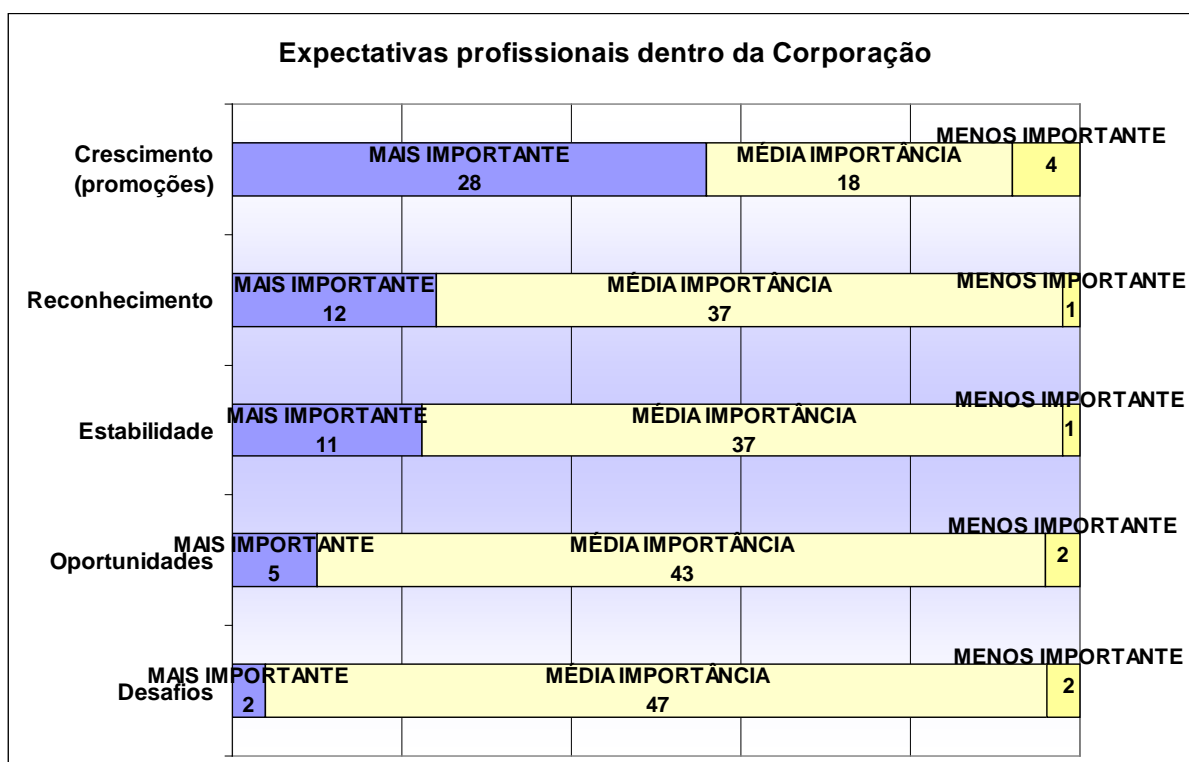 Expectativas profissionais dentro da Corporação
MENOS IMPORTANTE
Crescimento
(promoções)
MAIS IMPORTANTE
28
MÉDIA IMPORTÂNCIA
18
4
Reconhecimento
MAIS IMPORTANTE
12
MÉDIA IMPORTÂNCIA
37
MENOS IMPORTANTE
1
Estabilidade
MAIS IMPORTANTE
11
MÉDIA IMPORTÂNCIA
37
MENOS IMPORTANTE
1
Oportunidades
MAIS IMPORTANTE
5
MÉDIA IMPORTÂNCIA
43
MENOS IMPORTANTE
2
Desafios
MAIS IMPORTANTE
2
MÉDIA IMPORTÂNCIA
47
MENOS IMPORTANTE
2